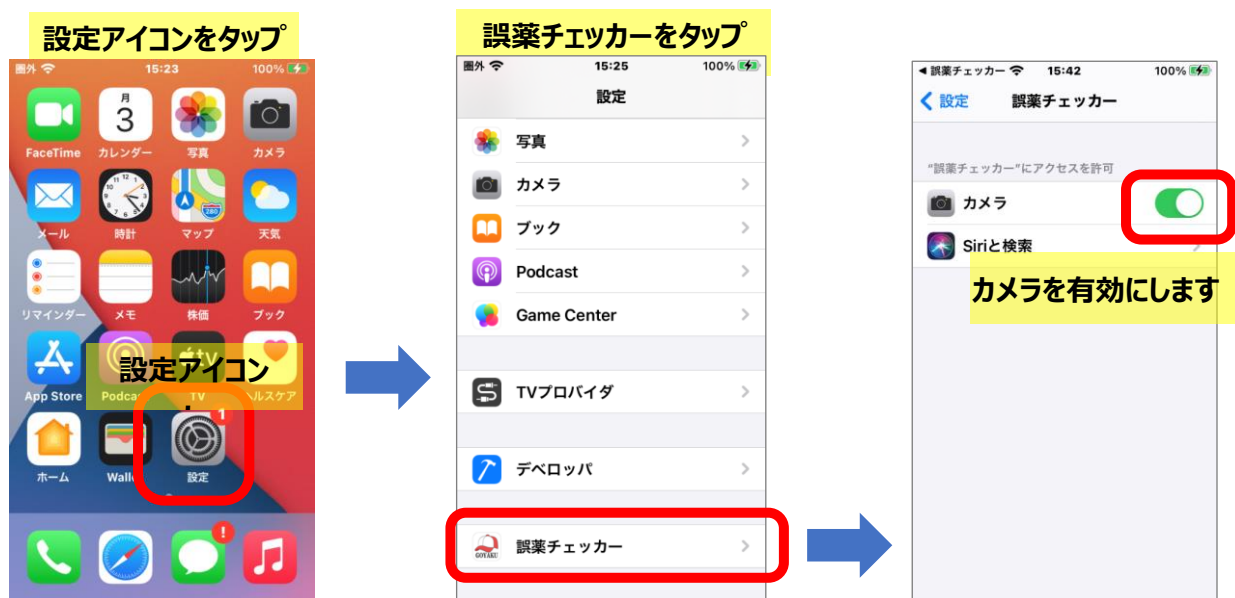 設定アイコンをタップ
圏外 15:23 100%
月
3
FaceTime カレンダー 写真 カメラ
12
280
メール 時計 マップ 天気
リマインダー メモ 株価 ブック
tv
設定アイコン
App Store Podca TV ヘルスケア
1
ホーム Wall 設定
!
誤薬チェッカーをタップ
圏外 15:25 100%
設定
写真
カメラ
ブック
Podcast
Game Center
TVプロバイダ
デベロッパ
GOYAKU
誤薬チェッカー
誤薬チェッカー 15:42 100%
設定 誤薬チェッカー
“誤薬チェッカー”にアクセスを許可
カメラ
Siriと検索
カメラを有効にします